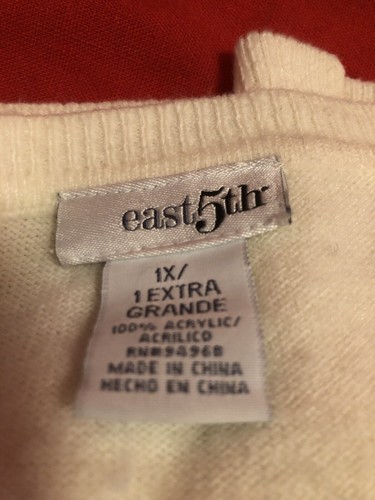 east5th
1X/
1 EXTRA
GRANDE
100% ACRYLIC/
ACRILICO
RN#94968
MADE IN CHINA
HECHO EN CHINA